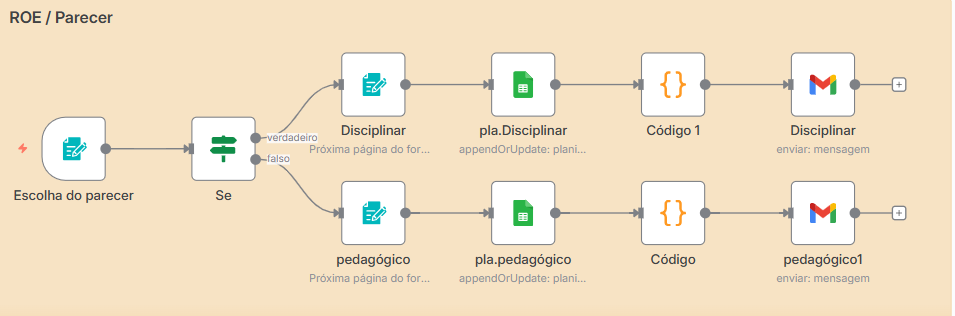 ROE / Parecer
Escolha do parecer
Se
verdadeiro
falso
Disciplinar
Próxima página do for...
pla.Disciplinar
appendOrUpdate: plani...
Código 1
Disciplinar
enviar: mensagem
pedagógico
Próxima página do for...
pla.pedagógico
appendOrUpdate: plani...
Código
pedagógico1
enviar: mensagem